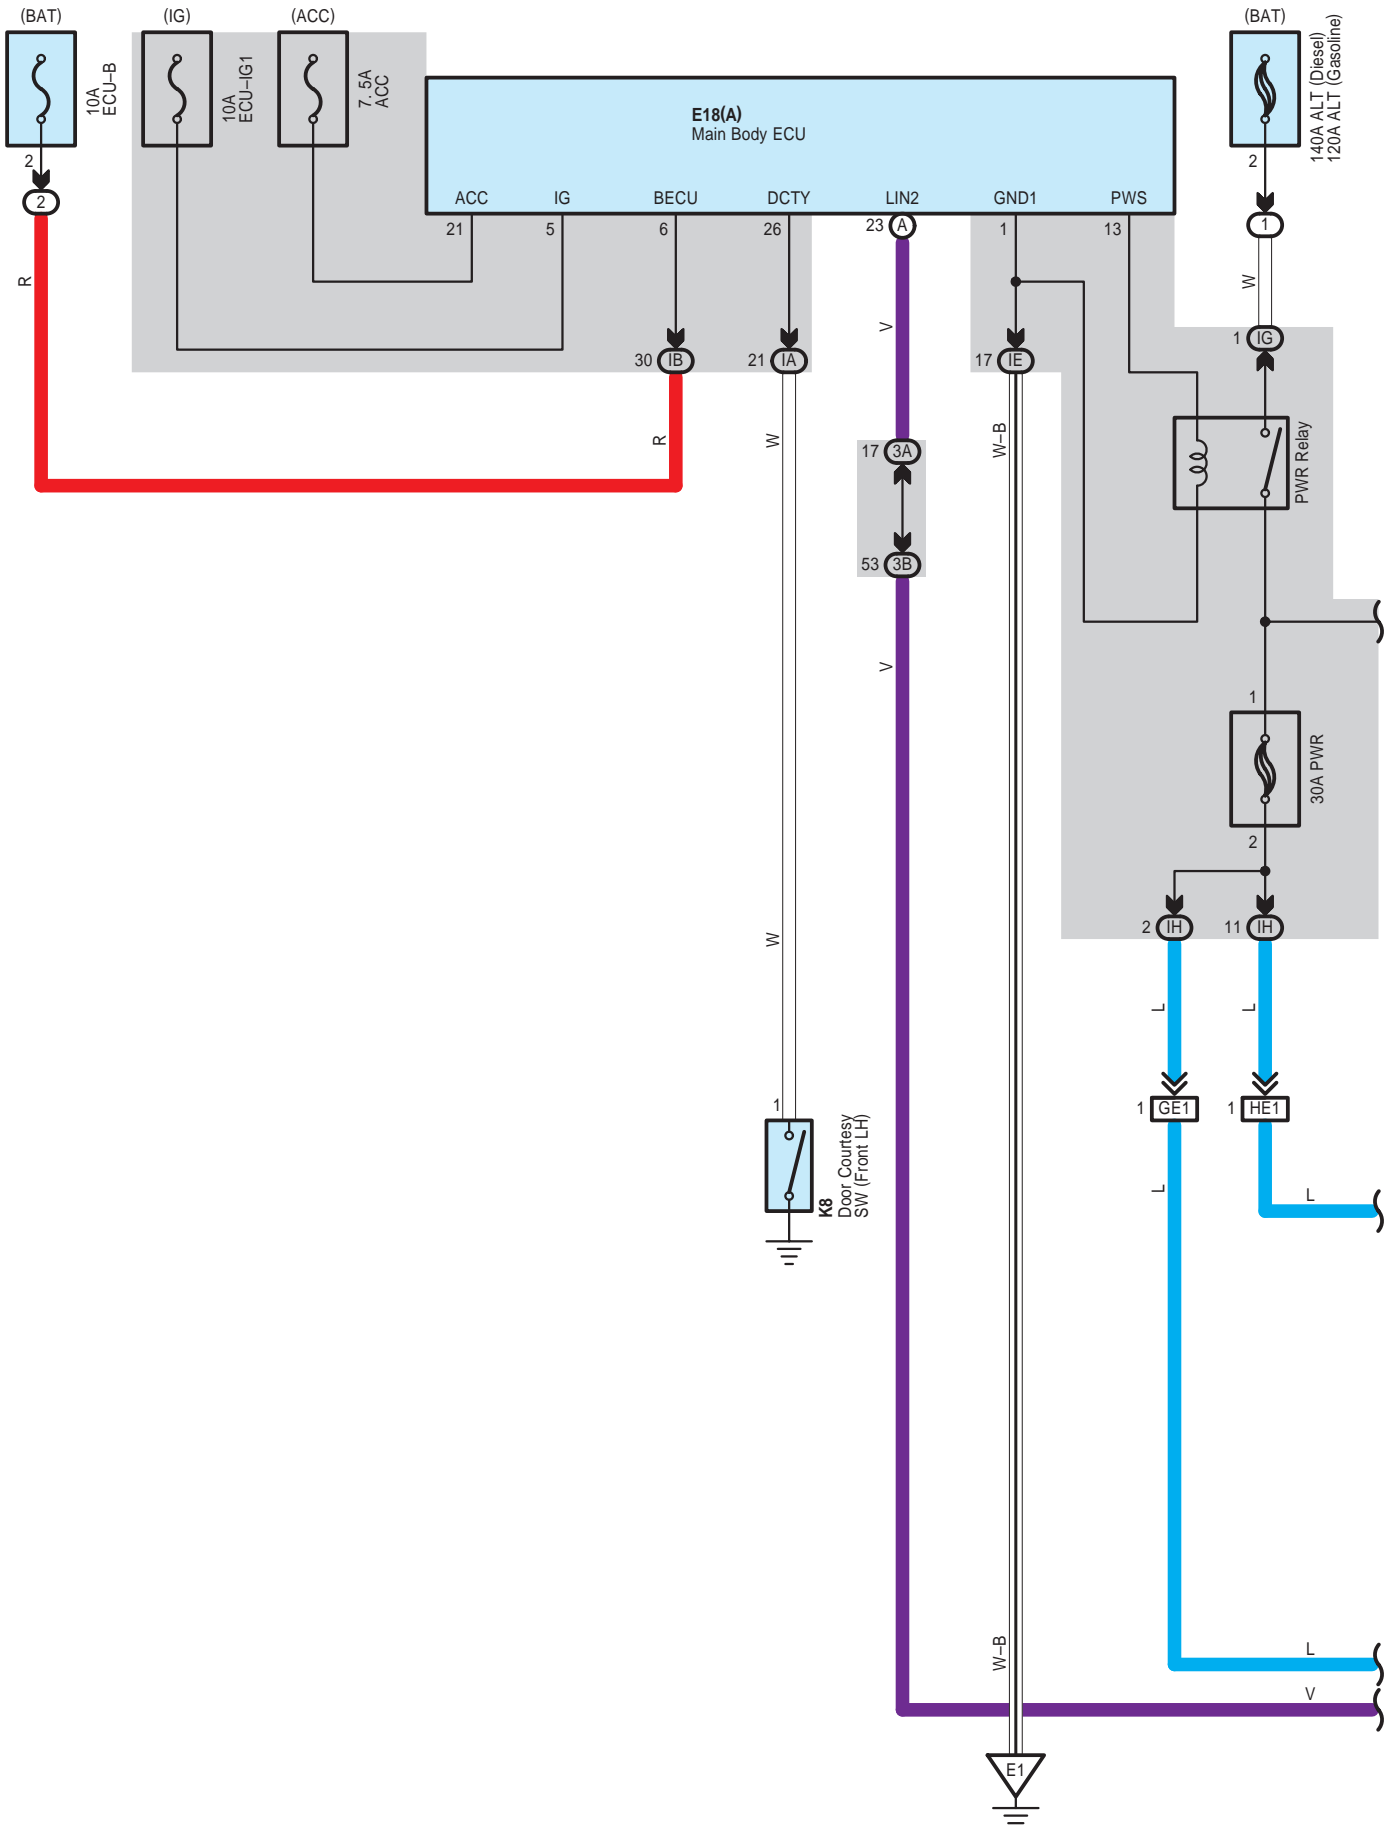 (BAT)
(IG)
(ACC)
(BAT)
10A
ECU–B
10A
ECU–IG1
7. 5A
ACC
140A ALT (Diesel)
120A ALT (Gasoline)
E18(A)
Main Body ECU
ACC
IG
BECU
DCTY
LIN2
GND1
PWS
2
2
21
5
6
26
23
A
1
13
2
1
R
V
W
1
IG
30
IB
21
IA
17
IE
R
W
W–B
PWR Relay
17
3A
53
3B
V
1
30A PWR
2
W
2
IH
11
IH
L
L
1
GE1
1
HE1
1
K8
Door Courtesy
SW (Front LH)
L
L
W–B
L
V
E1